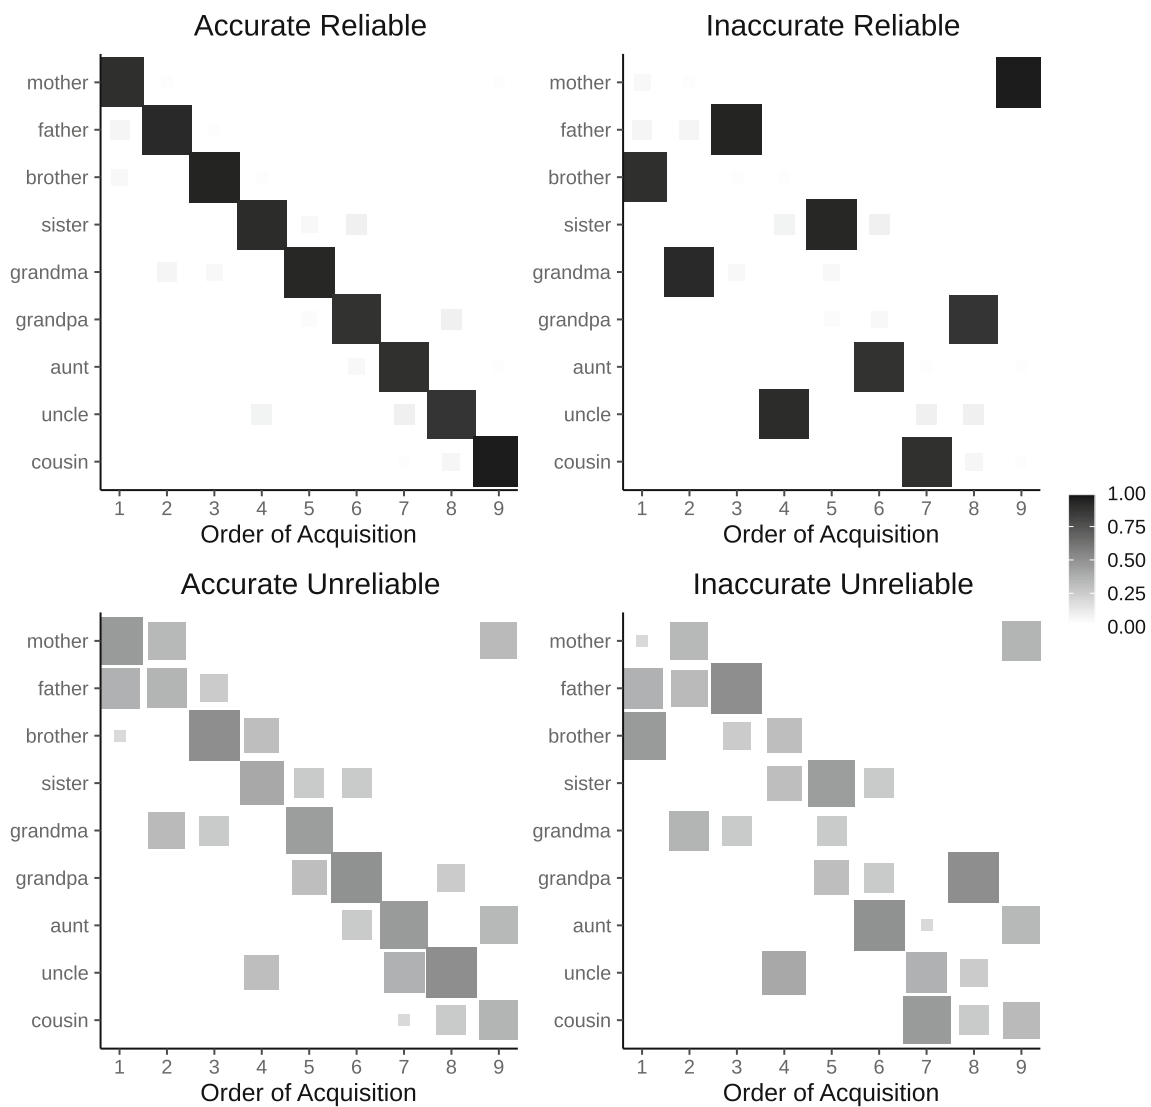 Accurate Reliable
Inaccurate Reliable
mother
father
brother
sister
grandma
grandpa
aunt
uncle
cousin
1 2 3 4 5 6 7 8 9
Order of Acquisition
mother
father
brother
sister
grandma
grandpa
aunt
uncle
cousin
1 2 3 4 5 6 7 8 9
Order of Acquisition
1.00
0.75
0.50
0.25
0.00
Accurate Unreliable
Inaccurate Unreliable
mother
father
brother
sister
grandma
grandpa
aunt
uncle
cousin
1 2 3 4 5 6 7 8 9
Order of Acquisition
mother
father
brother
sister
grandma
grandpa
aunt
uncle
cousin
1 2 3 4 5 6 7 8 9
Order of Acquisition